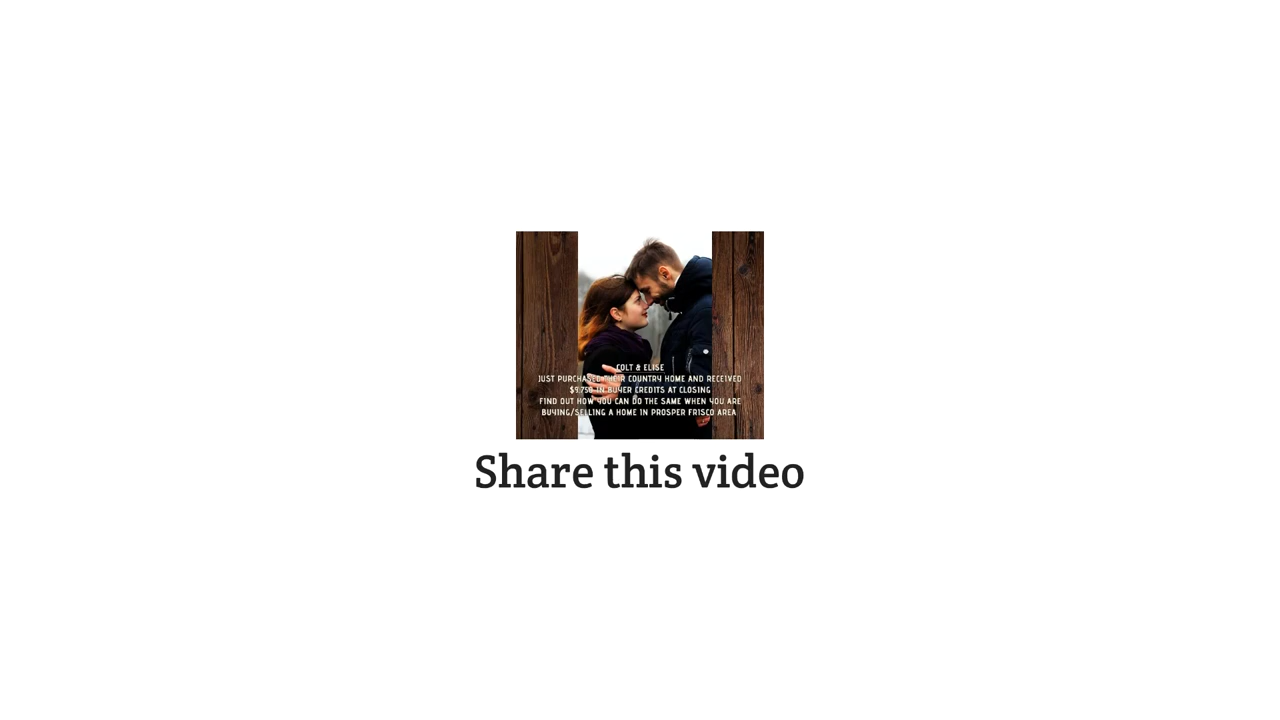 COLT & ELISE
JUST PURCHASED THEIR COUNTRY HOME AND RECEIVED
$9,750 IN BUYER CREDITS AT CLOSING
FIND OUT HOW YOU CAN DO THE SAME WHEN YOU ARE
BUYING/SELLING A HOME IN PROSPER FRISCO AREA
Share this video